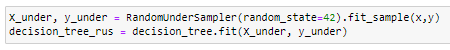 X_under, y_under = RandomUnderSampler(random_state=42).fit_sample(x,y)
decision_tree_rus = decision_tree.fit(X_under, y_under)